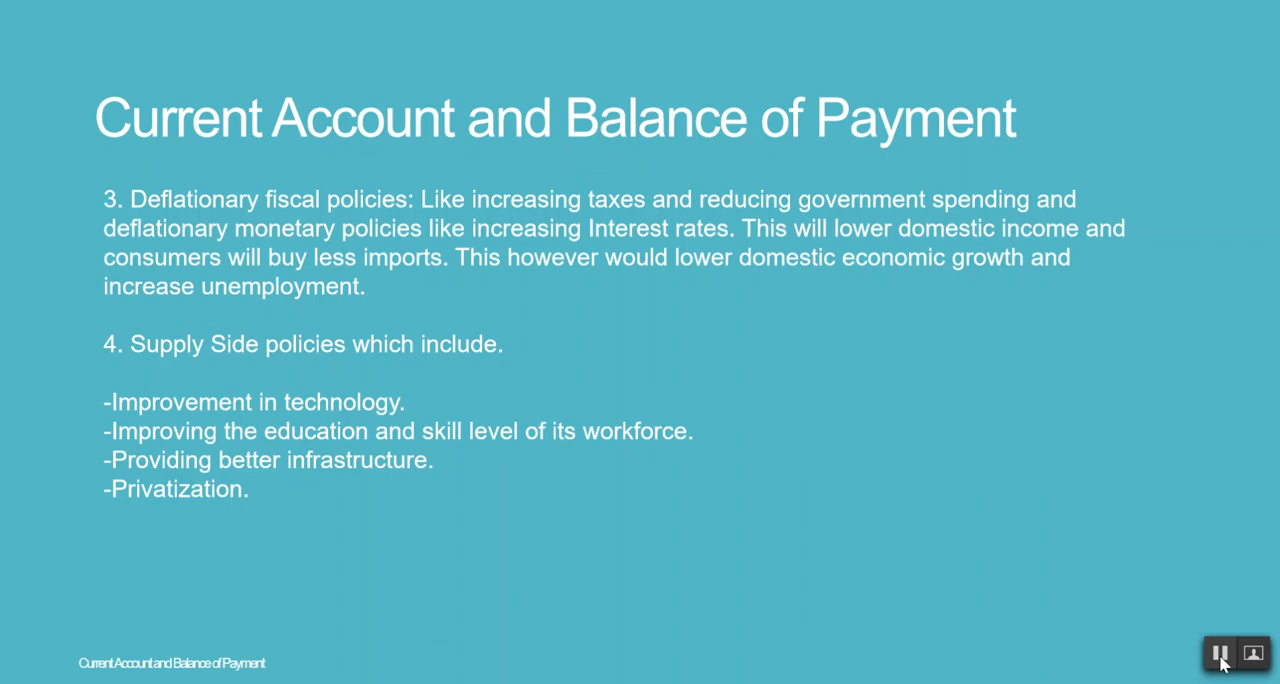 Current Account and Balance of Payment
3. Deflationary fiscal policies: Like increasing taxes and reducing government spending and
deflationary monetary policies like increasing Interest rates. This will lower domestic income and
consumers will buy less imports. This however would lower domestic economic growth and
increase unemployment.
4. Supply Side policies which include.
-Improvement in technology.
-Improving the education and skill level of its workforce.
-Providing better infrastructure.
-Privatization.
Current Account and Balance of Payment